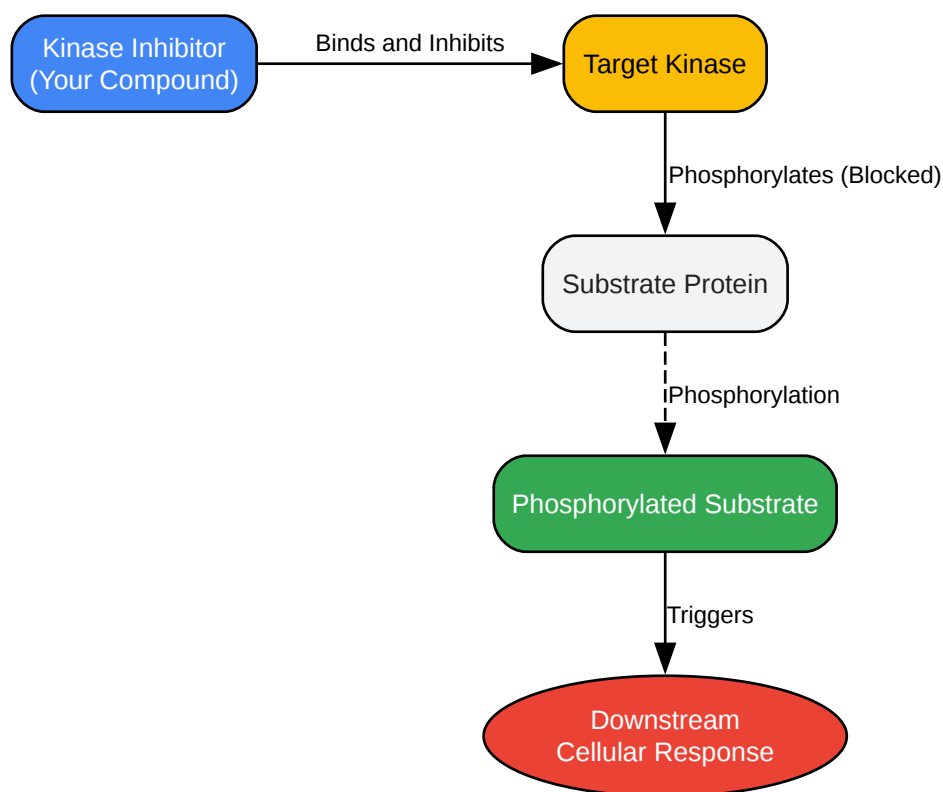 Kinase Inhibitor
(Your Compound)
Binds and Inhibits
Target Kinase
Phosphorylates (Blocked)
Substrate Protein
Phosphorylation
Phosphorylated Substrate
Triggers
Downstream
Cellular Response